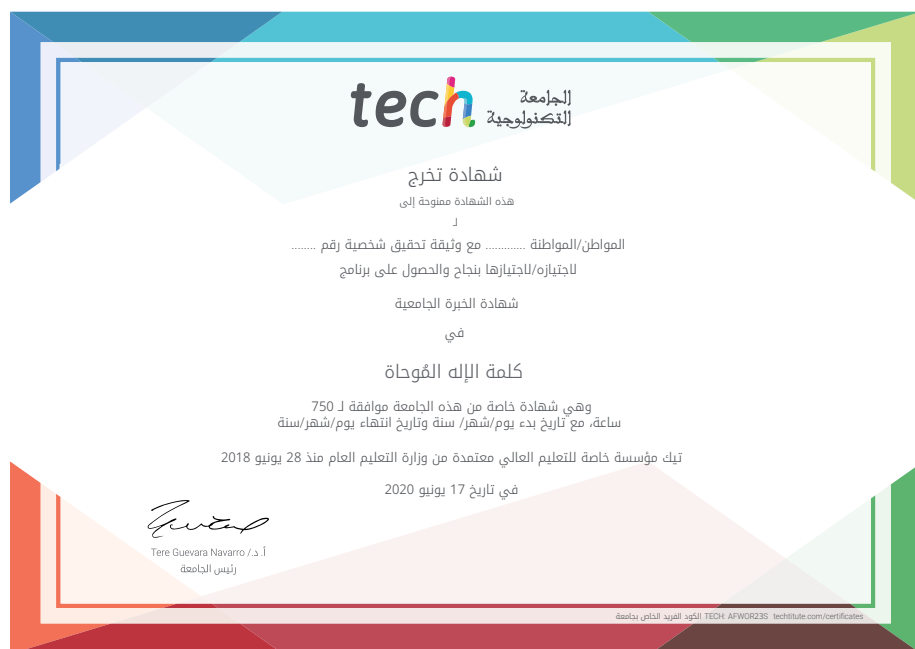 tech الجامعة
التكنولوجية
شهادة تخرج
هذه الشهادة ممنوحة إلى
لـ
المواطن/المواطنة ............. مع وثيقة تحقيق شخصية رقم ........
لاجتيازه/لاجتيازها بنجاح والحصول على برنامج
شهادة الخبرة الجامعية
في
كلمة الإله المُوحاة
وهي شهادة خاصة من هذه الجامعة موافقة لـ 750
ساعة، مع تاريخ بدء يوم/شهر/ سنة وتاريخ انتهاء يوم/شهر/سنة
تيك مؤسسة خاصة للتعليم العالي معتمدة من وزارة التعليم العام منذ 28 يونيو 2018
في تاريخ 17 يونيو 2020
أ. د./ Tere Guevara Navarro
رئيس الجامعة
الكود الفريد الخاص بجامعة TECH: AFWOR23S techtitute.com/certificates